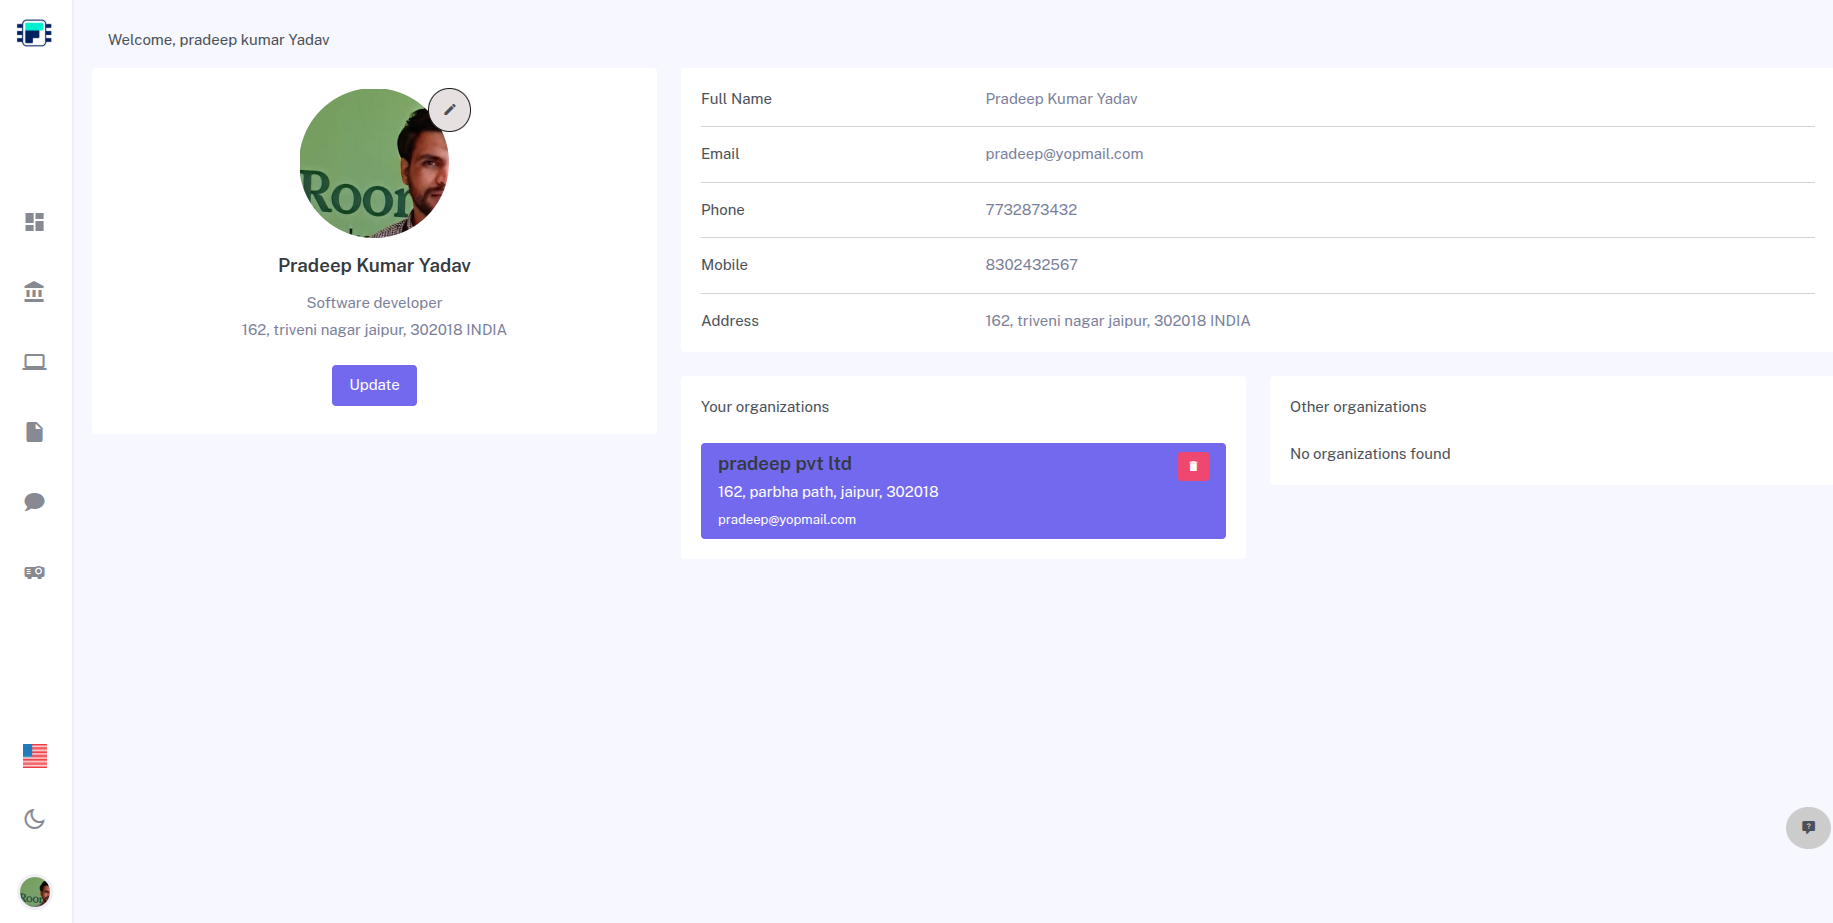 Welcome, pradeep kumar Yadav
Room
Pradeep Kumar Yadav
Software developer
162, triveni nagar jaipur, 302018 INDIA
Update
Full Name Pradeep Kumar Yadav
Email pradeep@yopmail.com
Phone 7732873432
Mobile 8302432567
Address 162, triveni nagar jaipur, 302018 INDIA
Your organizations
pradeep pvt ltd
162, parbha path, jaipur, 302018
pradeep@yopmail.com
Other organizations
No organizations found